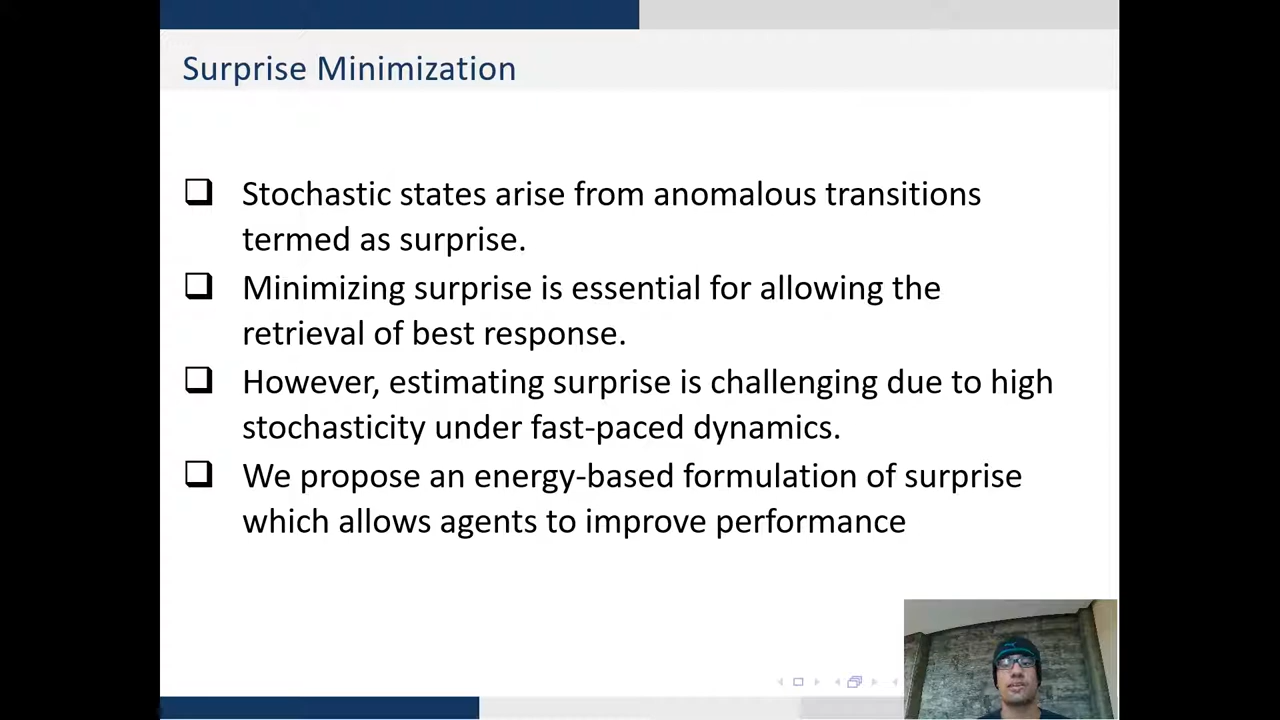 Surprise Minimization
Stochastic states arise from anomalous transitions
termed as surprise.
Minimizing surprise is essential for allowing the
retrieval of best response.
However, estimating surprise is challenging due to high
stochasticity under fast-paced dynamics.
We propose an energy-based formulation of surprise
which allows agents to improve performance